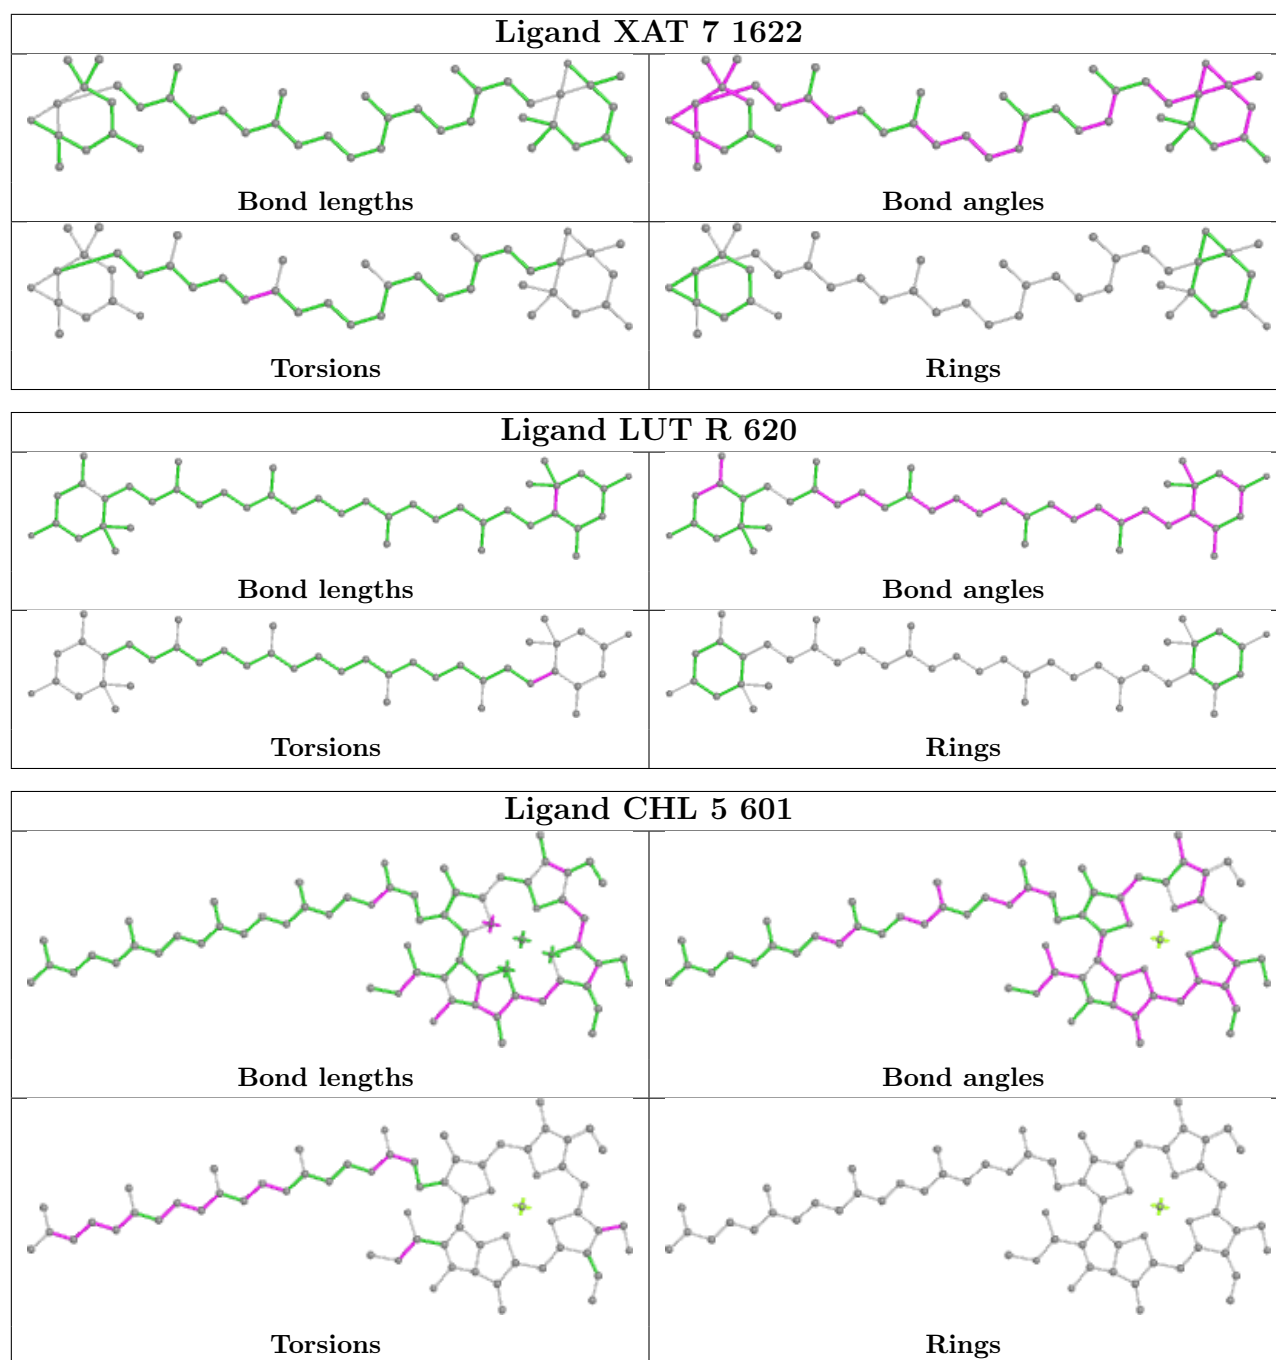 Ligand XAT 7 1622
Bond lengths
Bond angles
Torsions
Rings
Ligand LUT R 620
Bond lengths
Bond angles
Torsions
Rings
Ligand CHL 5 601
Bond lengths
Bond angles
Torsions
Rings